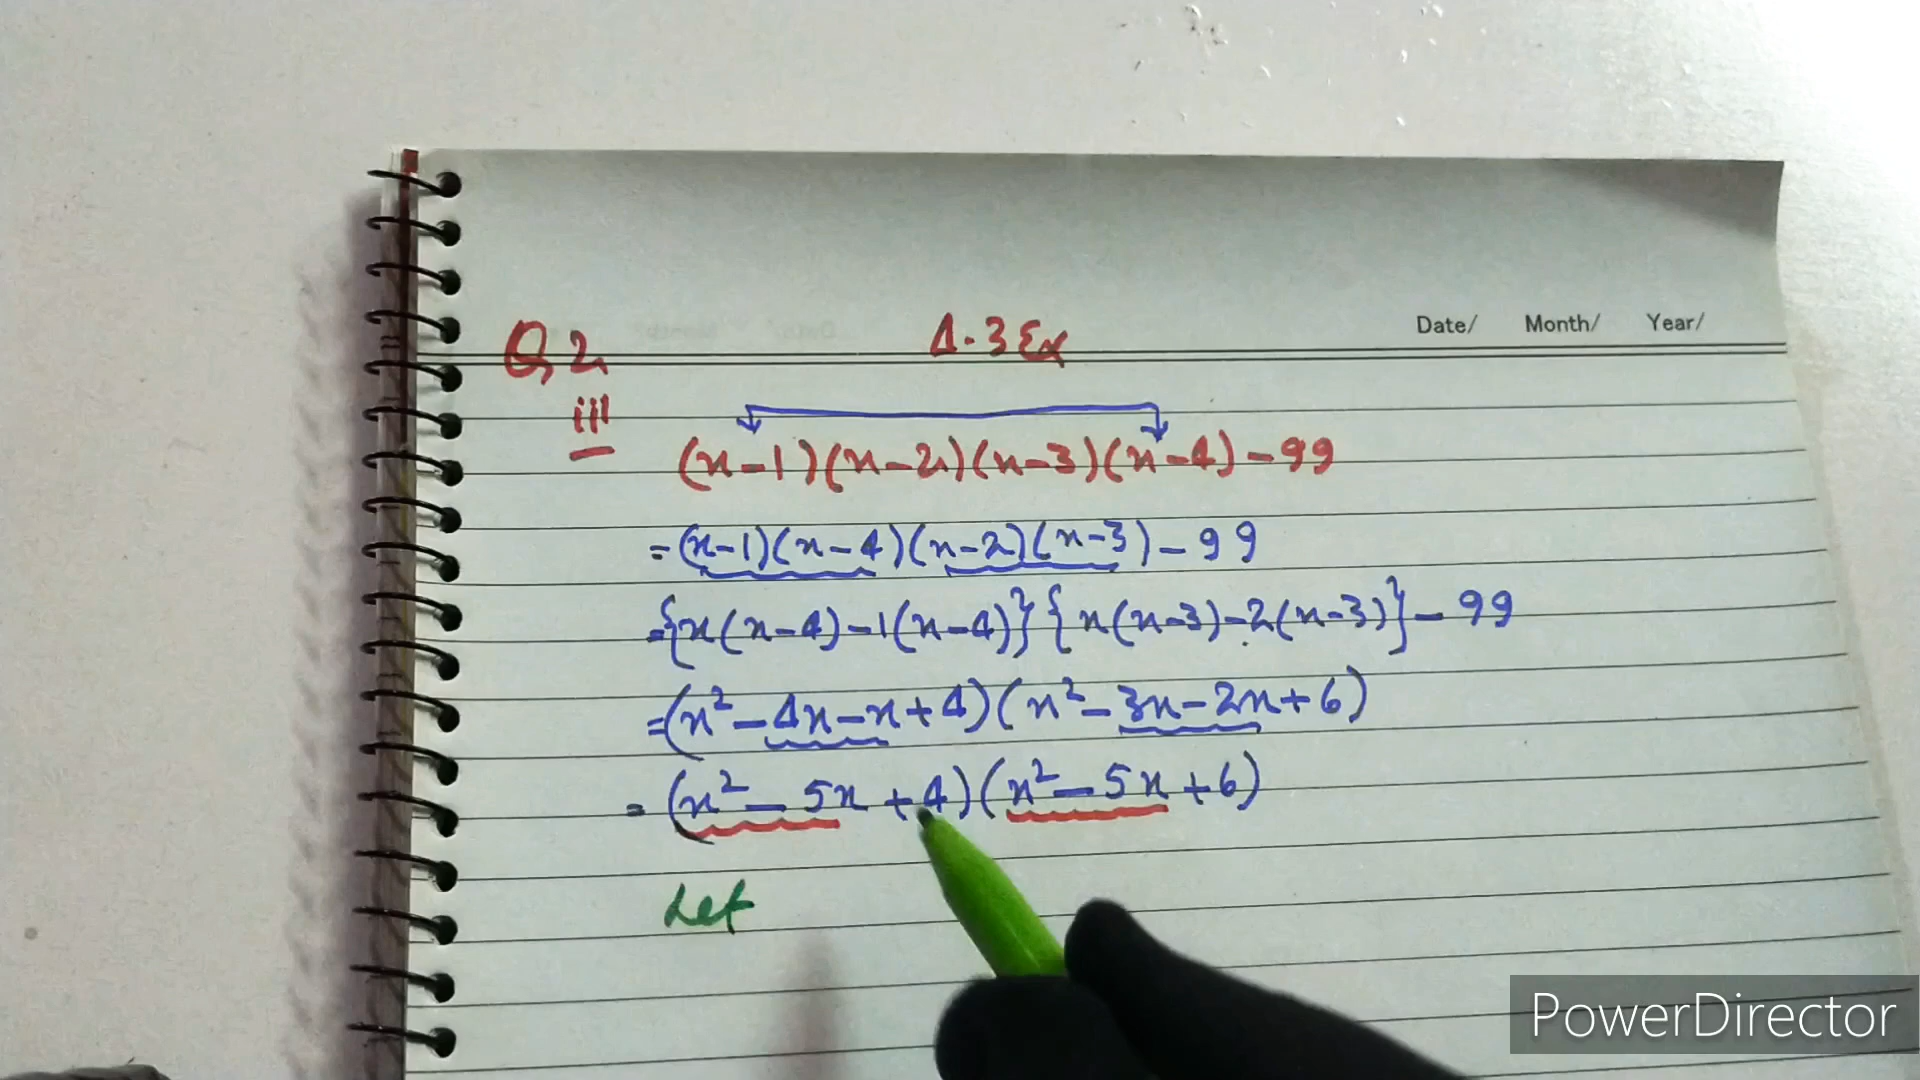 Date/ Month/ Year/
Q2 4.3 Ex
iii
(x-1)(x-2)(x-3)(x-4)-99
=(x-1)(x-4)(x-2)(x-3)-99
={x(x-4)-1(x-4)}{x(x-3)-2(x-3)}-99
=(x²-4x-x+4)(x²-3x-2x+6)
=(x²-5x+4)(x²-5x+6)
Let
PowerDirector